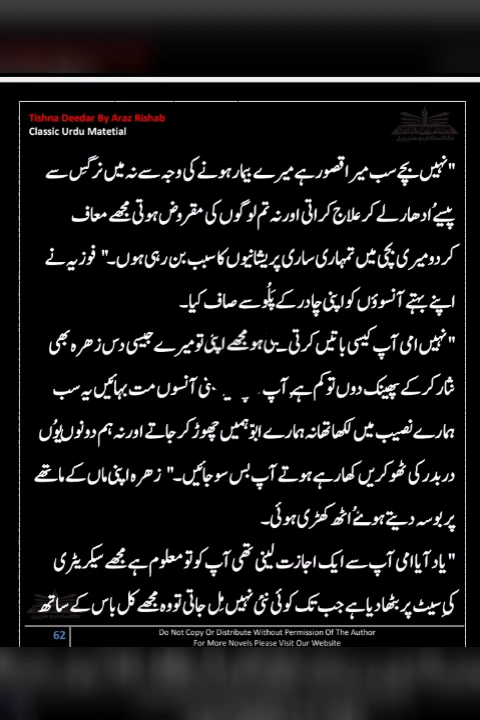 Tishna Deedar By Araz Rishab
Classic Urdu Matetial
"نہیں بچے سب میرا قصور ہے میرے بیمار ہونے کی وجہ سے نہ میں نرگس سے
پیسے اُدھار لے کر علاج کراتی اور نہ تم لوگوں کی مقروض ہوتی مجھے معاف
کر دو میری بچی میں تمہاری ساری پریشانیوں کا سبب بن رہی ہوں۔" فوزیہ نے
اپنے بہتے آنسوؤں کو اپنی چادر کے پَلُو سے صاف کیا۔
"نہیں امی آپ کیسی باتیں کرتی ہو مجھے اپنی تو میرے جیسی دس زھرہ بھی
نثار کر کے پھینک دوں تو کم ہے آپ آنسوں مت بہائیں یہ سب
ہمارے نصیب میں لکھا تھا نہ ہمارے ابّو ہمیں چھوڑ کر جاتے اور نہ ہم دونوں یُوں
در بدر کی ٹھوکریں کھا رہے ہوتے آپ بس سو جائیں۔" زھرہ اپنی ماں کے ماتھے
پر بوسہ دیتے ہوئے اُٹھ کھڑی ہوئی۔
"یاد آیا امی آپ سے ایک اجازت لینی تھی آپ کو تو معلوم ہے مجھے سیکریٹری
کی سیٹ پر بٹھا دیا ہے جب تک کوئی نئی نہیں مِل جاتی تو وہ مجھے کل باس کے ساتھ
62
Do Not Copy Or Distribute Without Permission Of The Author
For More Novels Please Visit Our Website